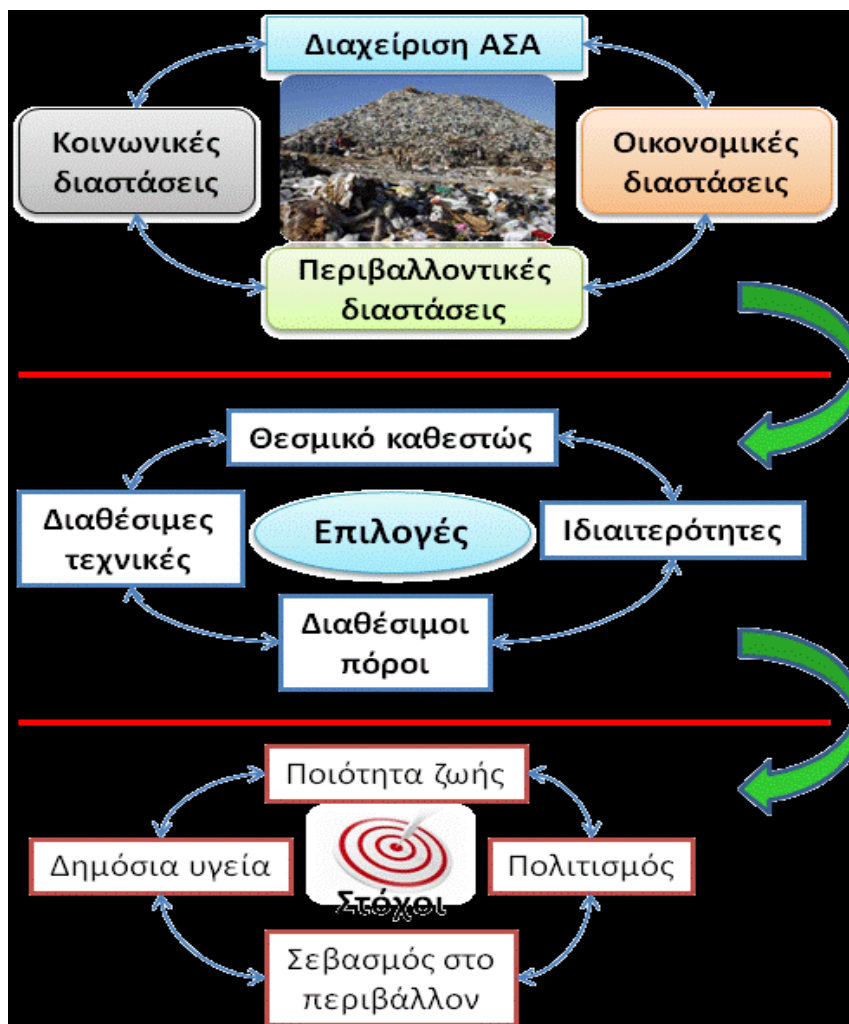 Διαχείριση ΑΣΑ
Κοινωνικές
διαστάσεις
Οικονομικές
διαστάσεις
Περιβαλλοντικές
διαστάσεις
Θεσμικό καθεστώς
Διαθέσιμες
τεχνικές
Επιλογές
Ιδιαιτερότητες
Διαθέσιμοι
πόροι
Ποιότητα ζωής
Δημόσια υγεία
Πολιτισμός
Στόχοι
Σεβασμός στο
περιβάλλον